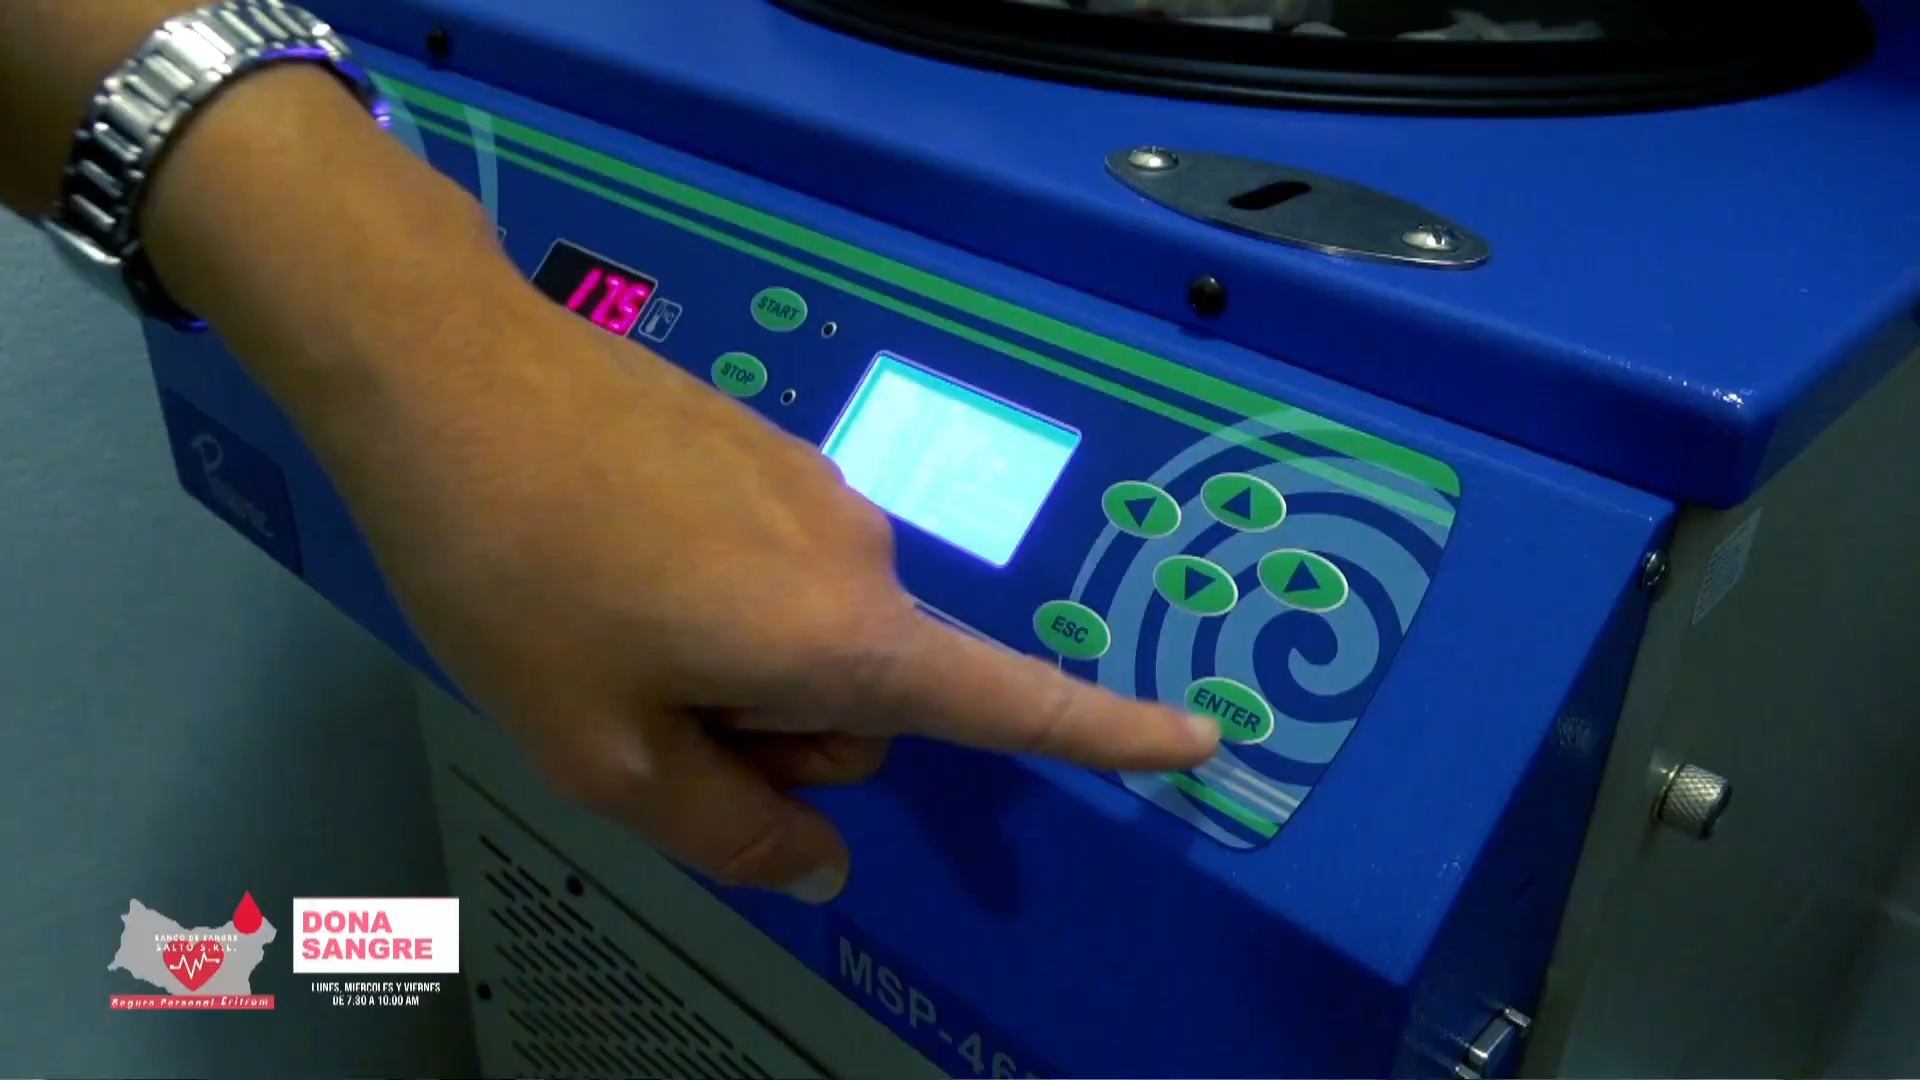 17.5
°C
START
STOP
ESC
ENTER
MSP-46
BANCO DE SANGRE
SALTO S.R.L.
Seguro Personal Eritrom
DONA
SANGRE
LUNES, MIERCOLES Y VIERNES
DE 7:30 A 10:00 AM